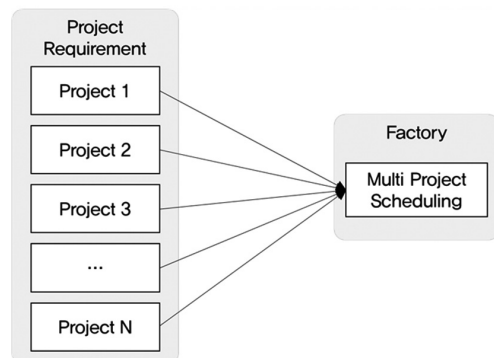 Project
Requirement
Project 1
Project 2
Project 3
...
Project N
Factory
Multi Project
Scheduling